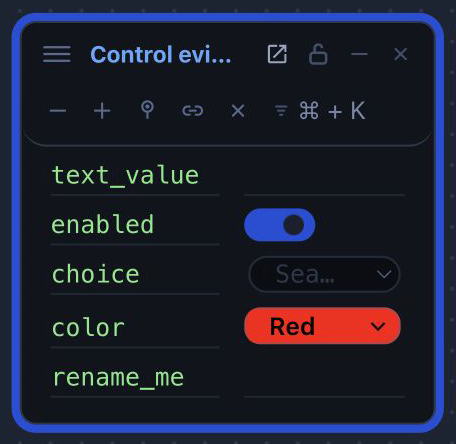 Control evi...
⌘ + K
text_value
enabled
choice Sea...
color Red
rename_me